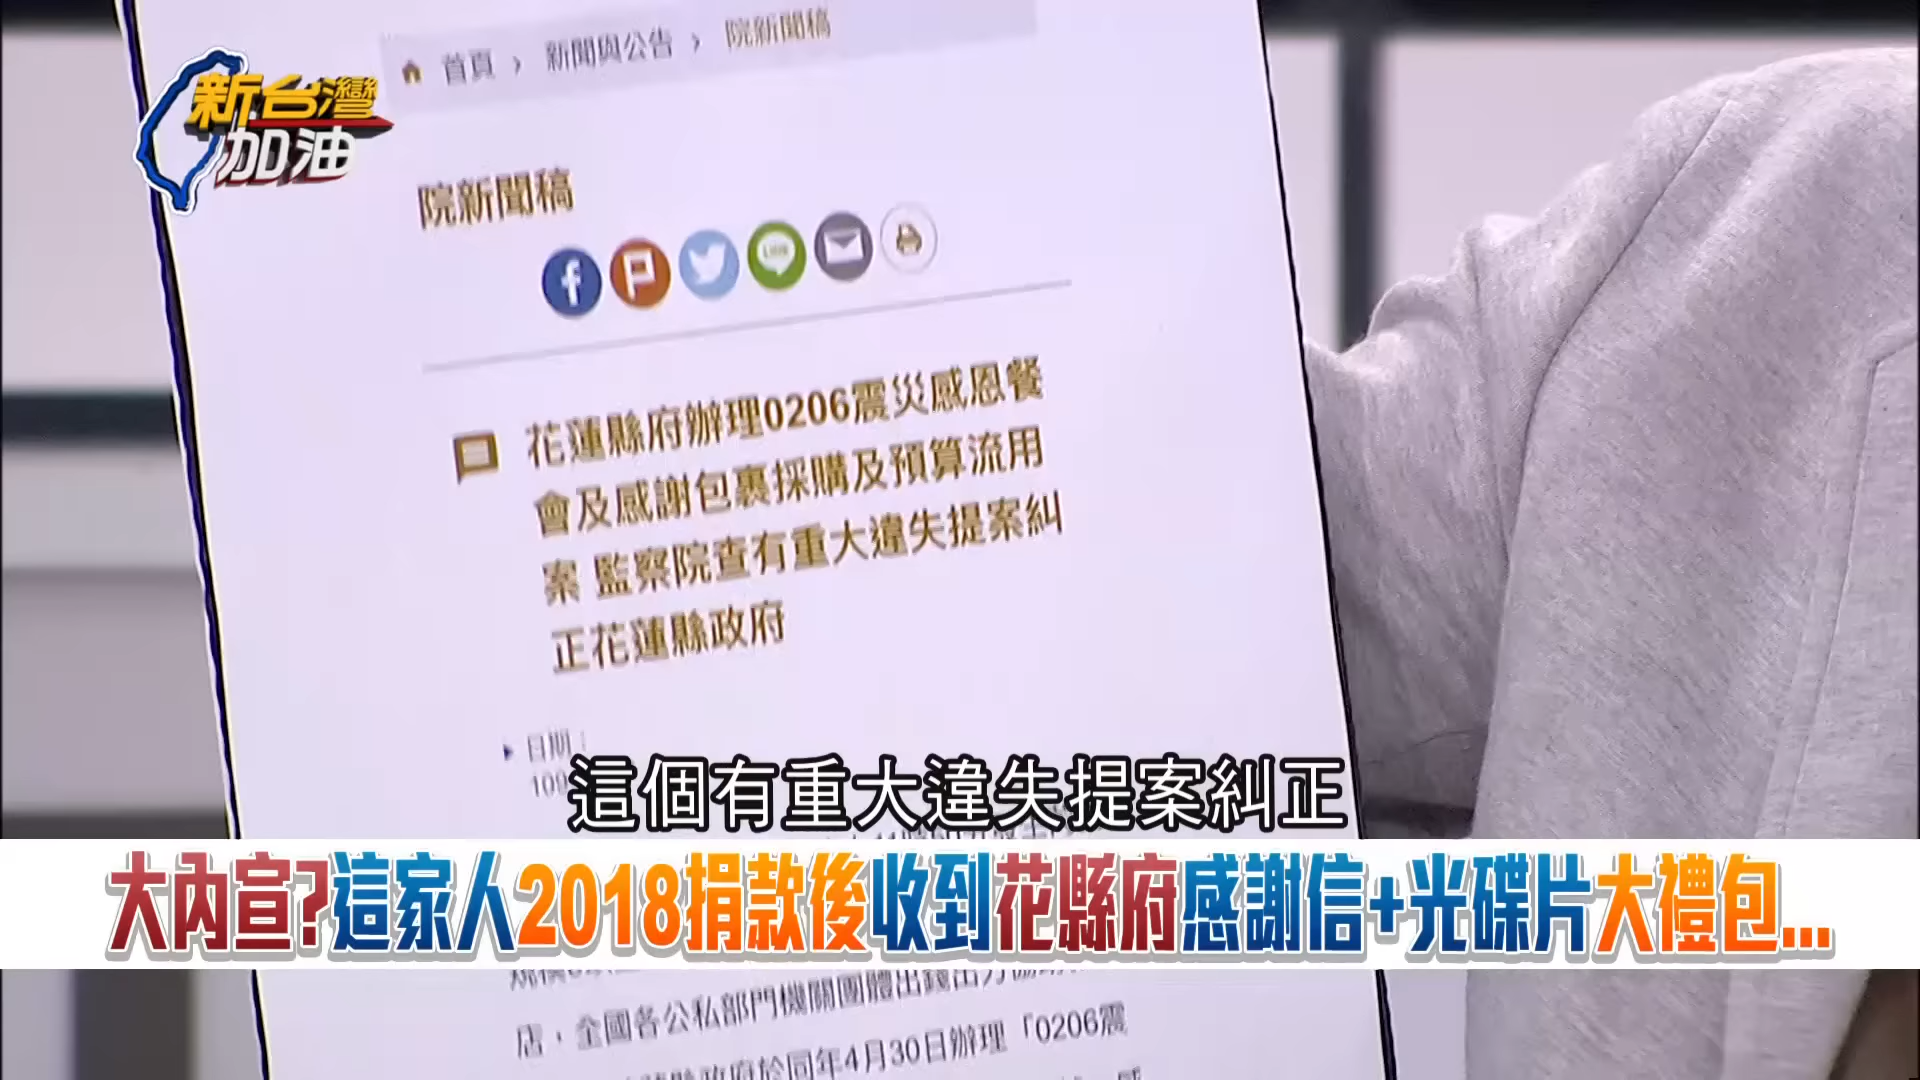 新台灣
加油
首頁 › 新聞與公告 › 院新聞稿
院新聞稿
LINE
花蓮縣府辦理0206震災感恩餐
會及感謝包裹採購及預算流用
案 監察院查有重大違失提案糾
正花蓮縣政府
日期：
109
這個有重大違失提案糾正
大內宣?這家人2018捐款後收到花縣府感謝信+光碟片大禮包...
店，全國各公私部門機關團體出錢出力協助
縣政府於同年4月30日辦理「0206震